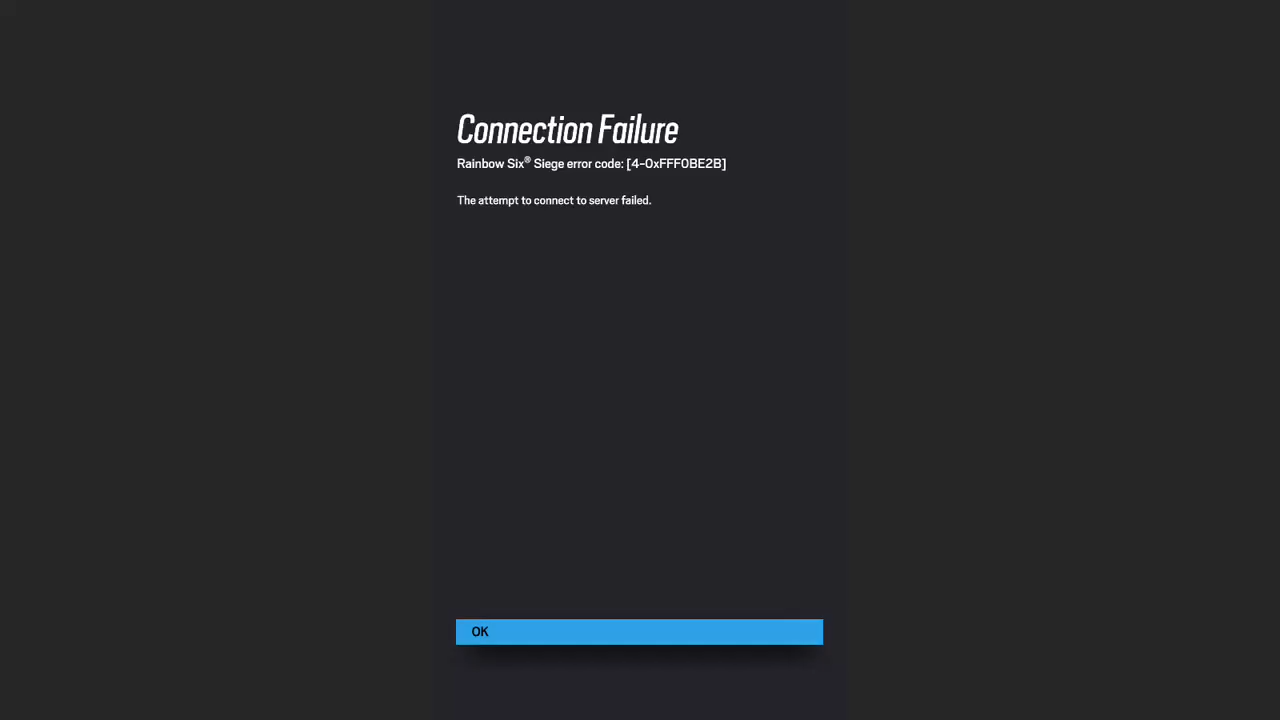 Connection Failure
Rainbow Six® Siege error code: [4-0xFFF0BE2B]
The attempt to connect to server failed.
OK